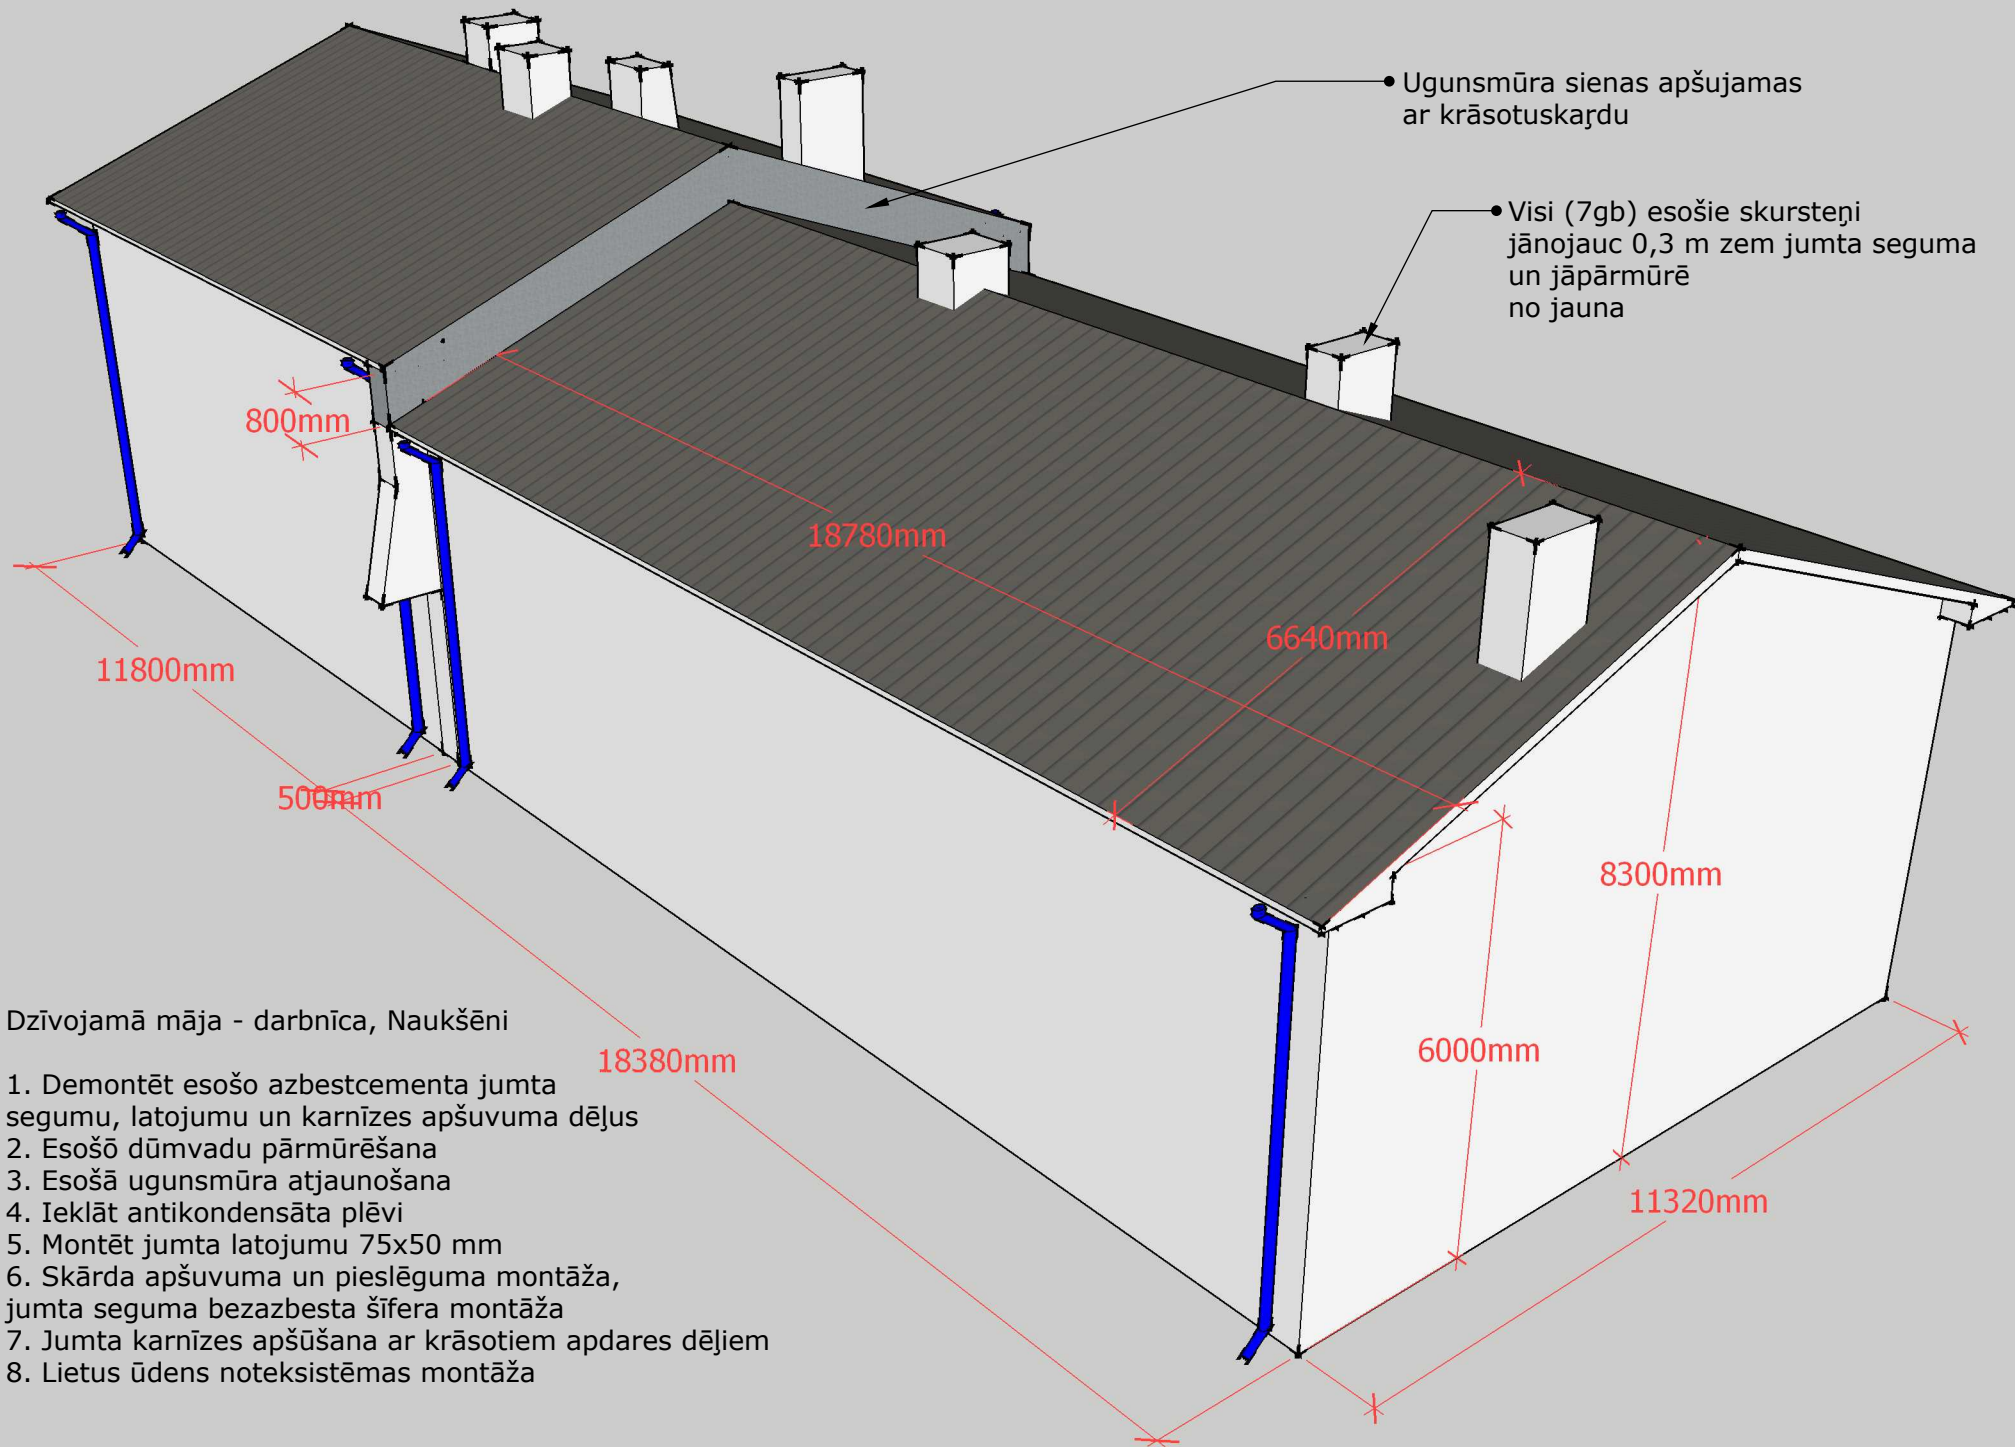 Ugunsmūra sienas apšujamas
ar krāsotuskaŗdu
Visi (7gb) esošie skursteņi
jānojauc 0,3 m zem jumta seguma
un jāpārmūrē
no jauna
800mm
18780mm
6640mm
11800mm
500mm
8300mm
6000mm
18380mm
11320mm
Dzīvojamā māja - darbnīca, Naukšēni
1. Demontēt esošo azbestcementa jumta
segumu, latojumu un karnīzes apšuvuma dēļus
2. Esošō dūmvadu pārmūrēšana
3. Esošā ugunsmūra atjaunošana
4. Ieklāt antikondensāta plēvi
5. Montēt jumta latojumu 75x50 mm
6. Skārda apšuvuma un pieslēguma montāža,
jumta seguma bezazbesta šīfera montāža
7. Jumta karnīzes apšūšana ar krāsotiem apdares dēļiem
8. Lietus ūdens noteksistēmas montāža